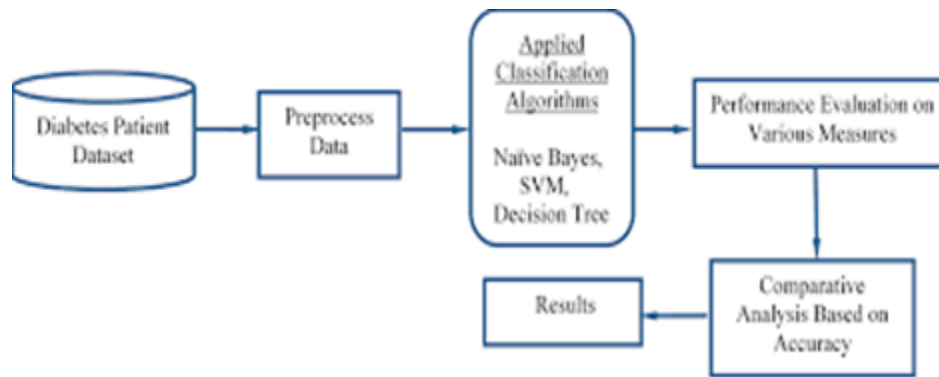 Diabetes Patient
Dataset
Preprocess
Data
Applied
Classification
Algorithms
Naïve Bayes,
SVM,
Decision Tree
Performance Evaluation on
Various Measures
Comparative
Analysis Based on
Accuracy
Results